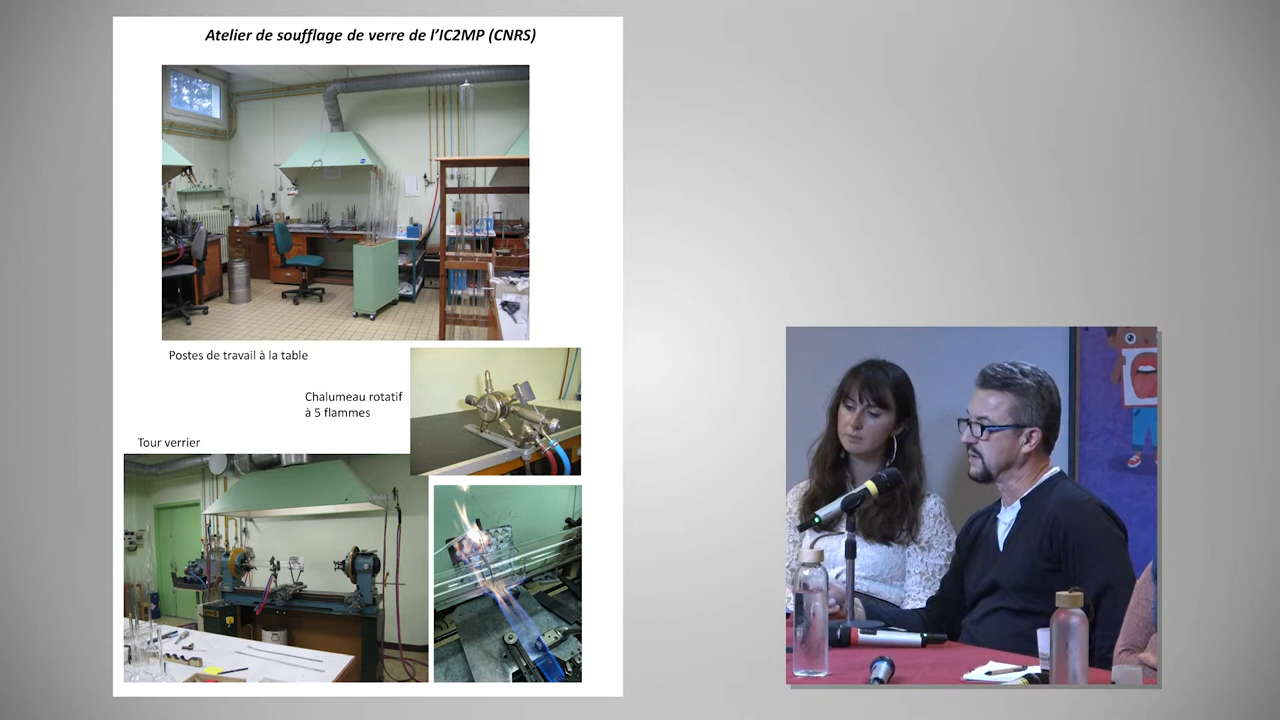 Atelier de soufflage de verre de l’IC2MP (CNRS)
Postes de travail à la table
Chalumeau rotatif
à 5 flammes
Tour verrier